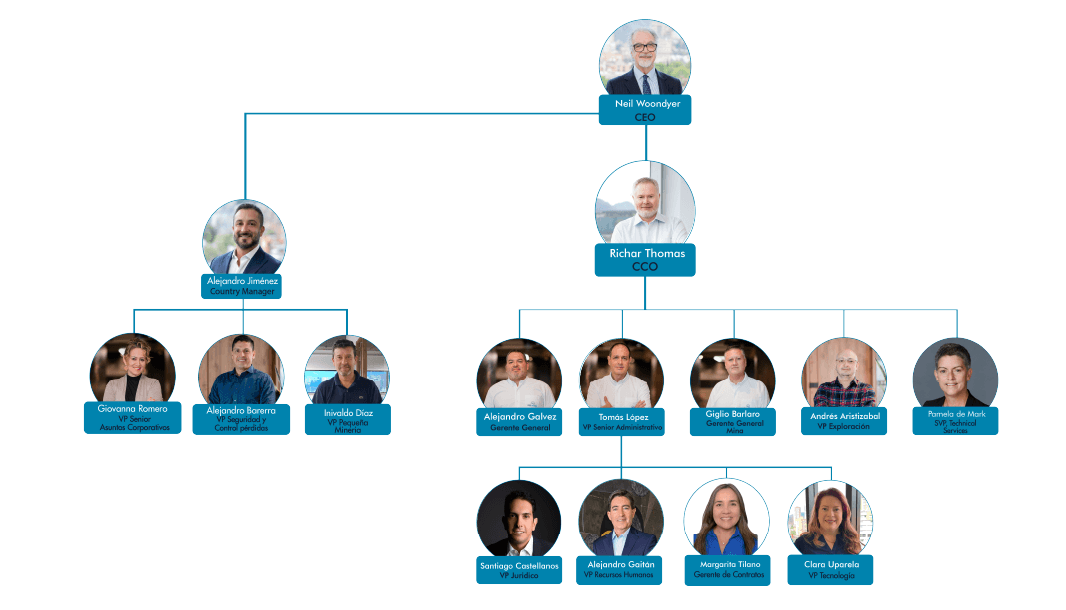 Neil Woondyer
CEO
Richar Thomas
CCO
Alejandro Jiménez
Country Manager
Giovanna Romero
VP Senior
Asuntos Corporativos
Alejandro Barerra
VP Seguridad y
Control pérdidos
Inivaldo Díaz
VP Pequeña
Minería
Alejandro Galvez
Gerente General
Tomás López
VP Senior Administrativo
Giglio Barlaro
Gerente General
Mina
Andrés Aristizabal
VP Exploración
Pamela de Mark
SVP, Technical
Services
Santiago Castellanos
VP Jurídico
Alejandro Gaitán
VP Recursos Humanos
Margarita Tilano
Gerente de Contratos
Clara Uparela
VP Tecnología